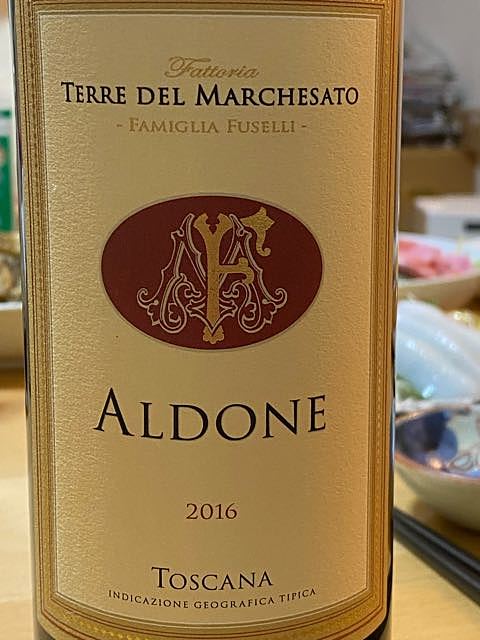 Fattoria
TERRE DEL MARCHESATO
- FAMIGLIA FUSELLI -
ALDONE
2016
TOSCANA
INDICAZIONE GEOGRAFICA TIPICA